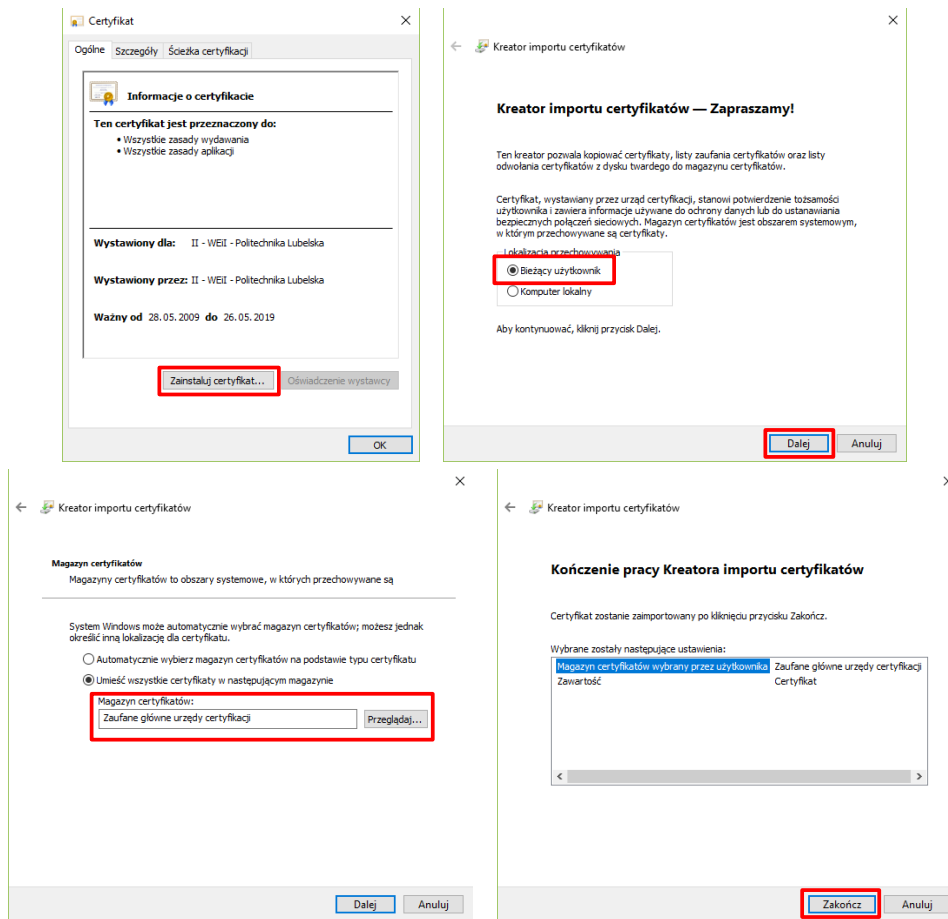 Certyfikat
Ogólne Szczegóły Ścieżka certyfikacji
Informacje o certyfikacie
Ten certyfikat jest przeznaczony do:
• Wszystkie zasady wydawania
• Wszystkie zasady aplikacji
Wystawiony dla: II - WEiI - Politechnika Lubelska
Wystawiony przez: II - WEiI - Politechnika Lubelska
Ważny od 28.05.2009 do 26.05.2019
Zainstaluj certyfikat... Oświadczenie wystawcy
OK
Kreator importu certyfikatów
Kreator importu certyfikatów — Zapraszamy!
Ten kreator pozwala kopiować certyfikaty, listy zaufania certyfikatów oraz listy
odwołania certyfikatów z dysku twardego do magazynu certyfikatów.
Certyfikat, wystawiany przez urząd certyfikacji, stanowi potwierdzenie tożsamości
użytkownika i zawiera informacje używane do ochrony danych lub do ustanawiania
bezpiecznych połączeń sieciowych. Magazyn certyfikatów jest obszarem systemowym,
w którym przechowywane są certyfikaty.
Lokalizacja przechowywania
Bieżący użytkownik
Komputer lokalny
Aby kontynuować, kliknij przycisk Dalej.
Dalej Anuluj
Kreator importu certyfikatów
Magazyn certyfikatów
Magazyny certyfikatów to obszary systemowe, w których przechowywane są
System Windows może automatycznie wybrać magazyn certyfikatów; możesz jednak
określić inną lokalizację dla certyfikatu.
Automatycznie wybierz magazyn certyfikatów na podstawie typu certyfikatu
Umieść wszystkie certyfikaty w następującym magazynie
Magazyn certyfikatów:
Zaufane główne urzędy certyfikacji Przeglądaj...
Dalej Anuluj
Kreator importu certyfikatów
Kończenie pracy Kreatora importu certyfikatów
Certyfikat zostanie zaimportowany po kliknięciu przycisku Zakończ.
Wybrane zostały następujące ustawienia:
Magazyn certyfikatów wybrany przez użytkownika Zaufane główne urzędy certyfikacji
Zawartość Certyfikat
Zakończ Anuluj